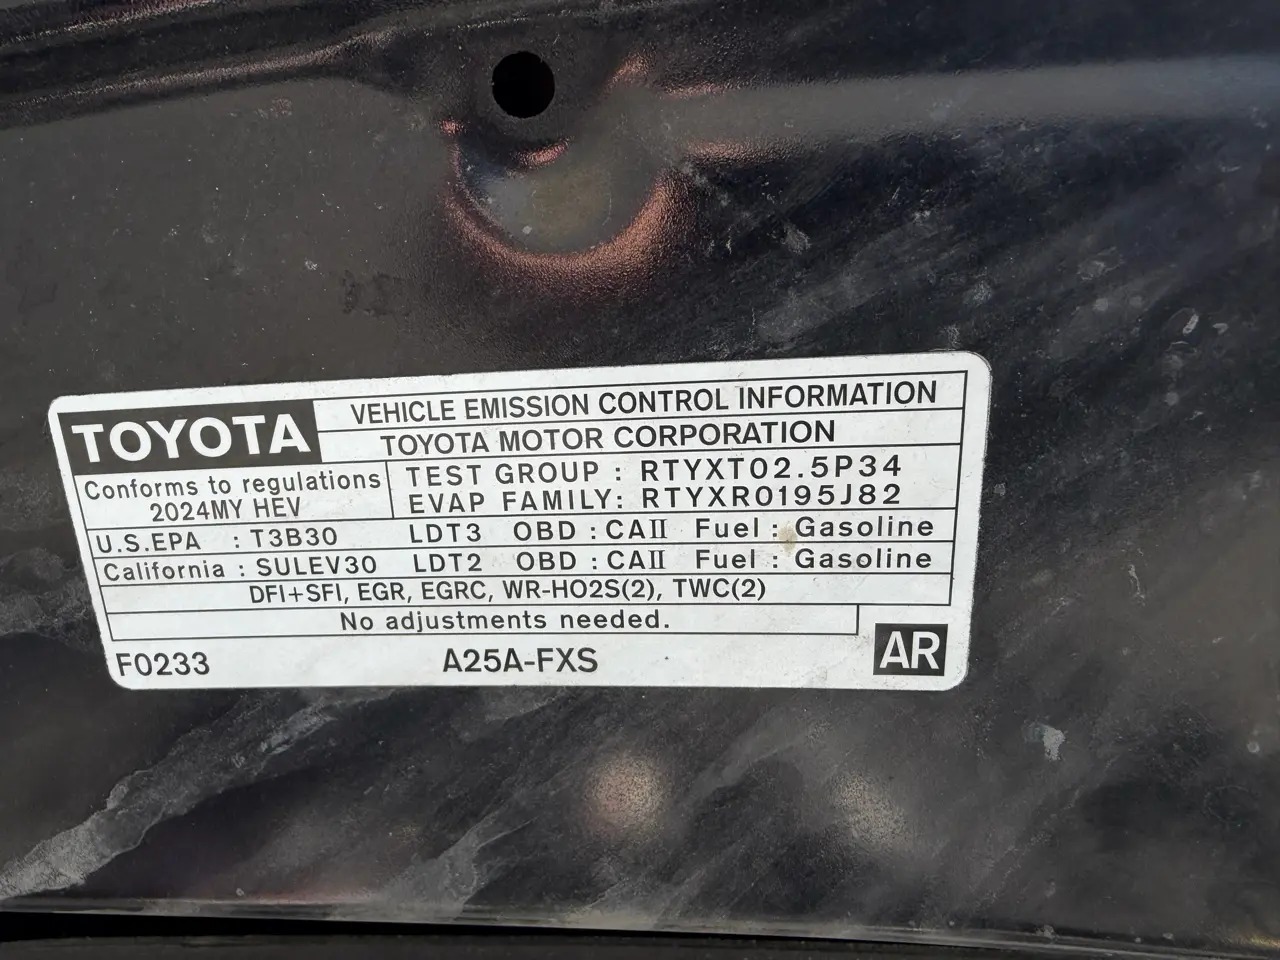 TOYOTA
VEHICLE EMISSION CONTROL INFORMATION
TOYOTA MOTOR CORPORATION
Conforms to regulations
2024MY HEV
TEST GROUP : RTYXT02.5P34
EVAP FAMILY: RTYXR0195J82
U.S.EPA : T3B30 LDT3 OBD : CAII Fuel : Gasoline
California : SULEV30 LDT2 OBD : CAII Fuel : Gasoline
DFI+SFI, EGR, EGRC, WR-HO2S(2), TWC(2)
No adjustments needed.
F0233 A25A-FXS AR